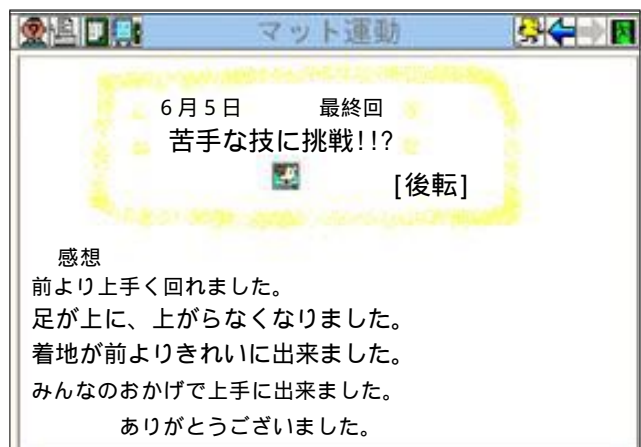 マット運動
６月５日　　　最終回
苦手な技に挑戦!!?
[後転]
感想
前より上手く回れました。
足が上に、上がらなくなりました。
着地が前よりきれいに出来ました。
みんなのおかげで上手に出来ました。
ありがとうございました。